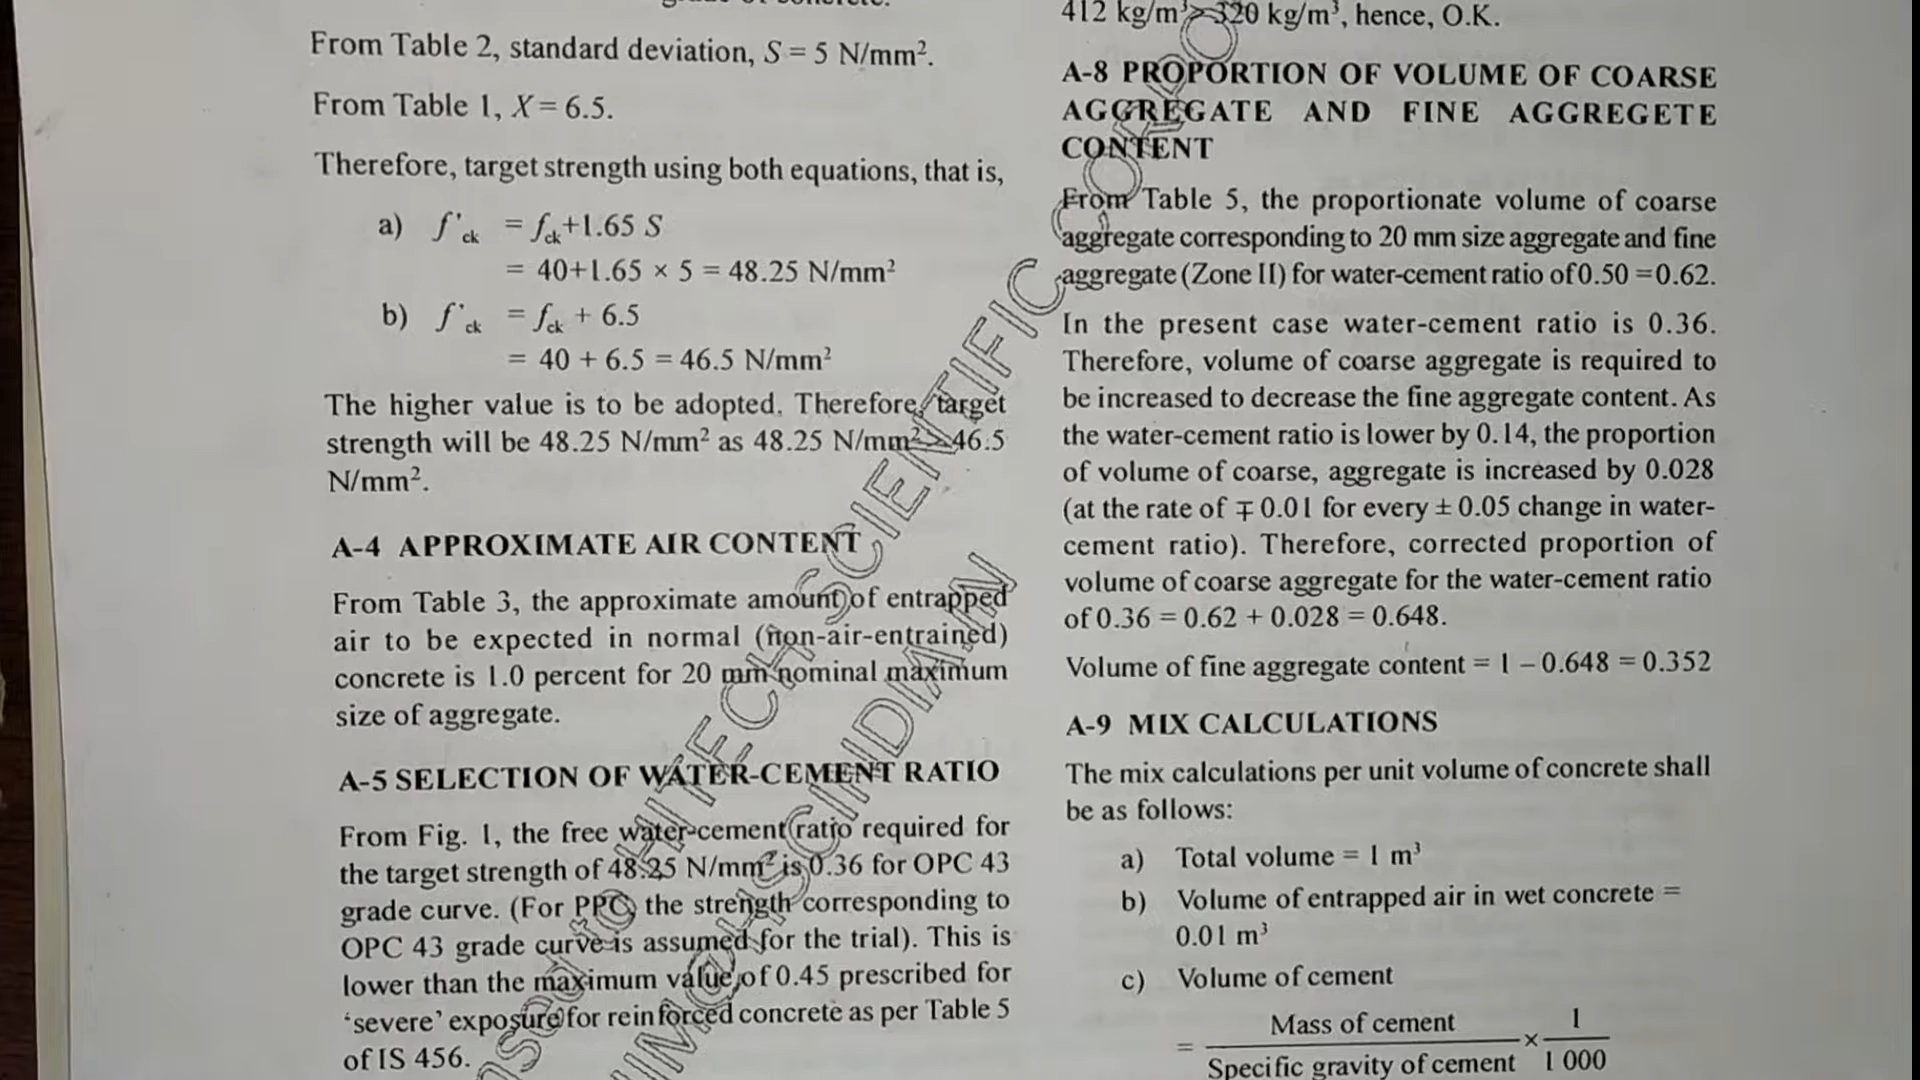 From Table 2, standard deviation, S = 5 N/mm².
From Table 1, X = 6.5.
Therefore, target strength using both equations, that is,
a) f'ck = fck+1.65 S
= 40+1.65 × 5 = 48.25 N/mm²
b) f'ck = fck + 6.5
= 40 + 6.5 = 46.5 N/mm²
The higher value is to be adopted. Therefore, target
strength will be 48.25 N/mm² as 48.25 N/mm² > 46.5
N/mm².
A-4 APPROXIMATE AIR CONTENT
From Table 3, the approximate amount of entrapped
air to be expected in normal (non-air-entrained)
concrete is 1.0 percent for 20 mm nominal maximum
size of aggregate.
A-5 SELECTION OF WATER-CEMENT RATIO
From Fig. 1, the free water-cement ratio required for
the target strength of 48.25 N/mm² is 0.36 for OPC 43
grade curve. (For PPC, the strength corresponding to
OPC 43 grade curve is assumed for the trial). This is
lower than the maximum value of 0.45 prescribed for
‘severe’ exposure for reinforced concrete as per Table 5
of IS 456.
412 kg/m³ > 320 kg/m³, hence, O.K.
A-8 PROPORTION OF VOLUME OF COARSE
AGGREGATE AND FINE AGGREGETE
CONTENT
From Table 5, the proportionate volume of coarse
aggregate corresponding to 20 mm size aggregate and fine
aggregate (Zone II) for water-cement ratio of 0.50 = 0.62.
In the present case water-cement ratio is 0.36.
Therefore, volume of coarse aggregate is required to
be increased to decrease the fine aggregate content. As
the water-cement ratio is lower by 0.14, the proportion
of volume of coarse, aggregate is increased by 0.028
(at the rate of ∓ 0.01 for every ± 0.05 change in water-
cement ratio). Therefore, corrected proportion of
volume of coarse aggregate for the water-cement ratio
of 0.36 = 0.62 + 0.028 = 0.648.
Volume of fine aggregate content = 1 – 0.648 = 0.352
A-9 MIX CALCULATIONS
The mix calculations per unit volume of concrete shall
be as follows:
a) Total volume = 1 m³
b) Volume of entrapped air in wet concrete =
0.01 m³
c) Volume of cement
= Mass of cement / Specific gravity of cement × 1 / 1 000